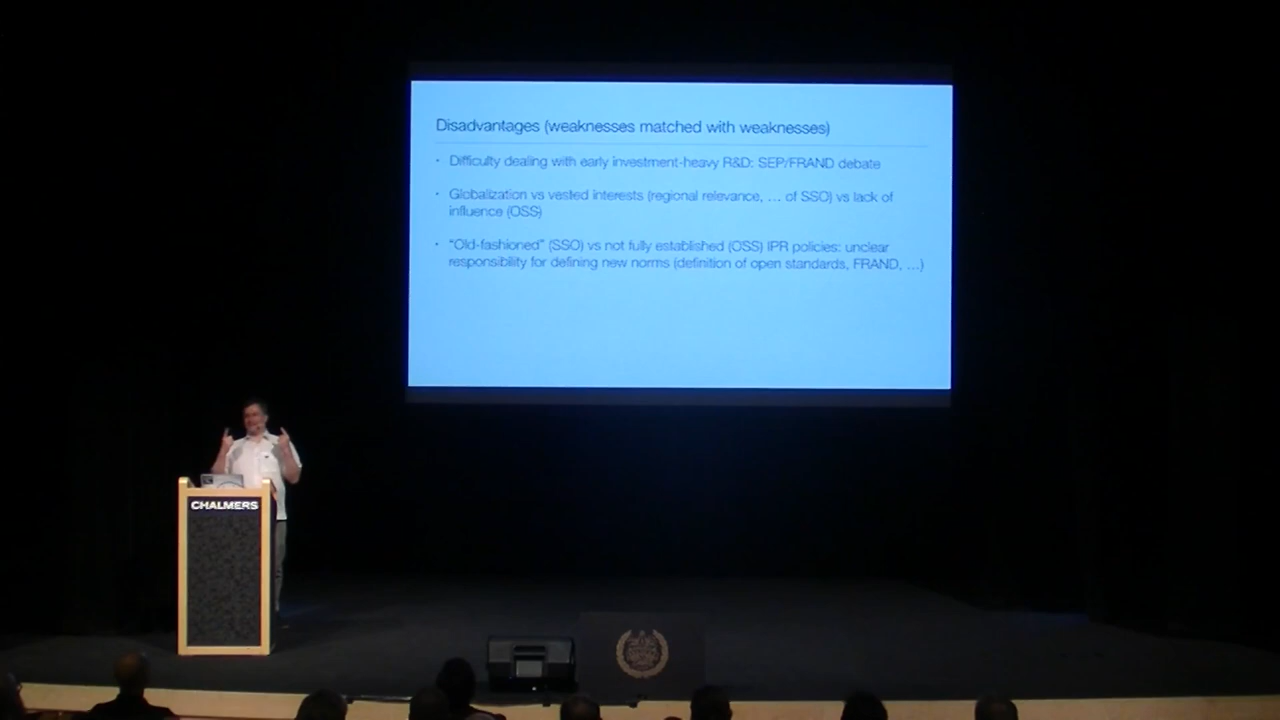 Disadvantages (weaknesses matched with weaknesses)
· Difficulty dealing with early investment-heavy R&D: SEP/FRAND debate
· Globalization vs vested interests (regional relevance, … of SSO) vs lack of
influence (OSS)
· “Old-fashioned” (SSO) vs not fully established (OSS) IPR policies: unclear
responsibility for defining new norms (definition of open standards, FRAND, …)
CHALMERS